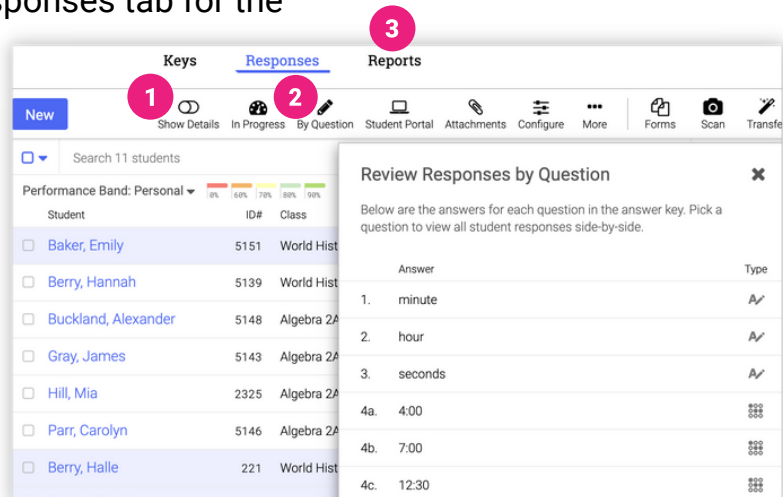 sponses tab for the
3
Keys Responses Reports
1 2
New Show Details In Progress By Question Student Portal Attachments Configure More Forms Scan Transfe
Search 11 students
Performance Band: Personal 0% 60% 70% 80% 90%
Student ID# Class
Baker, Emily 5151 World Hist
Berry, Hannah 5139 World Hist
Buckland, Alexander 5148 Algebra 2A
Gray, James 5143 Algebra 2A
Hill, Mia 2325 Algebra 2A
Parr, Carolyn 5146 Algebra 2A
Berry, Halle 221 World Hist
Review Responses by Question
Below are the answers for each question in the answer key. Pick a
question to view all student responses side-by-side.
Answer Type
1. minute
2. hour
3. seconds
4a. 4:00
4b. 7:00
4c. 12:30